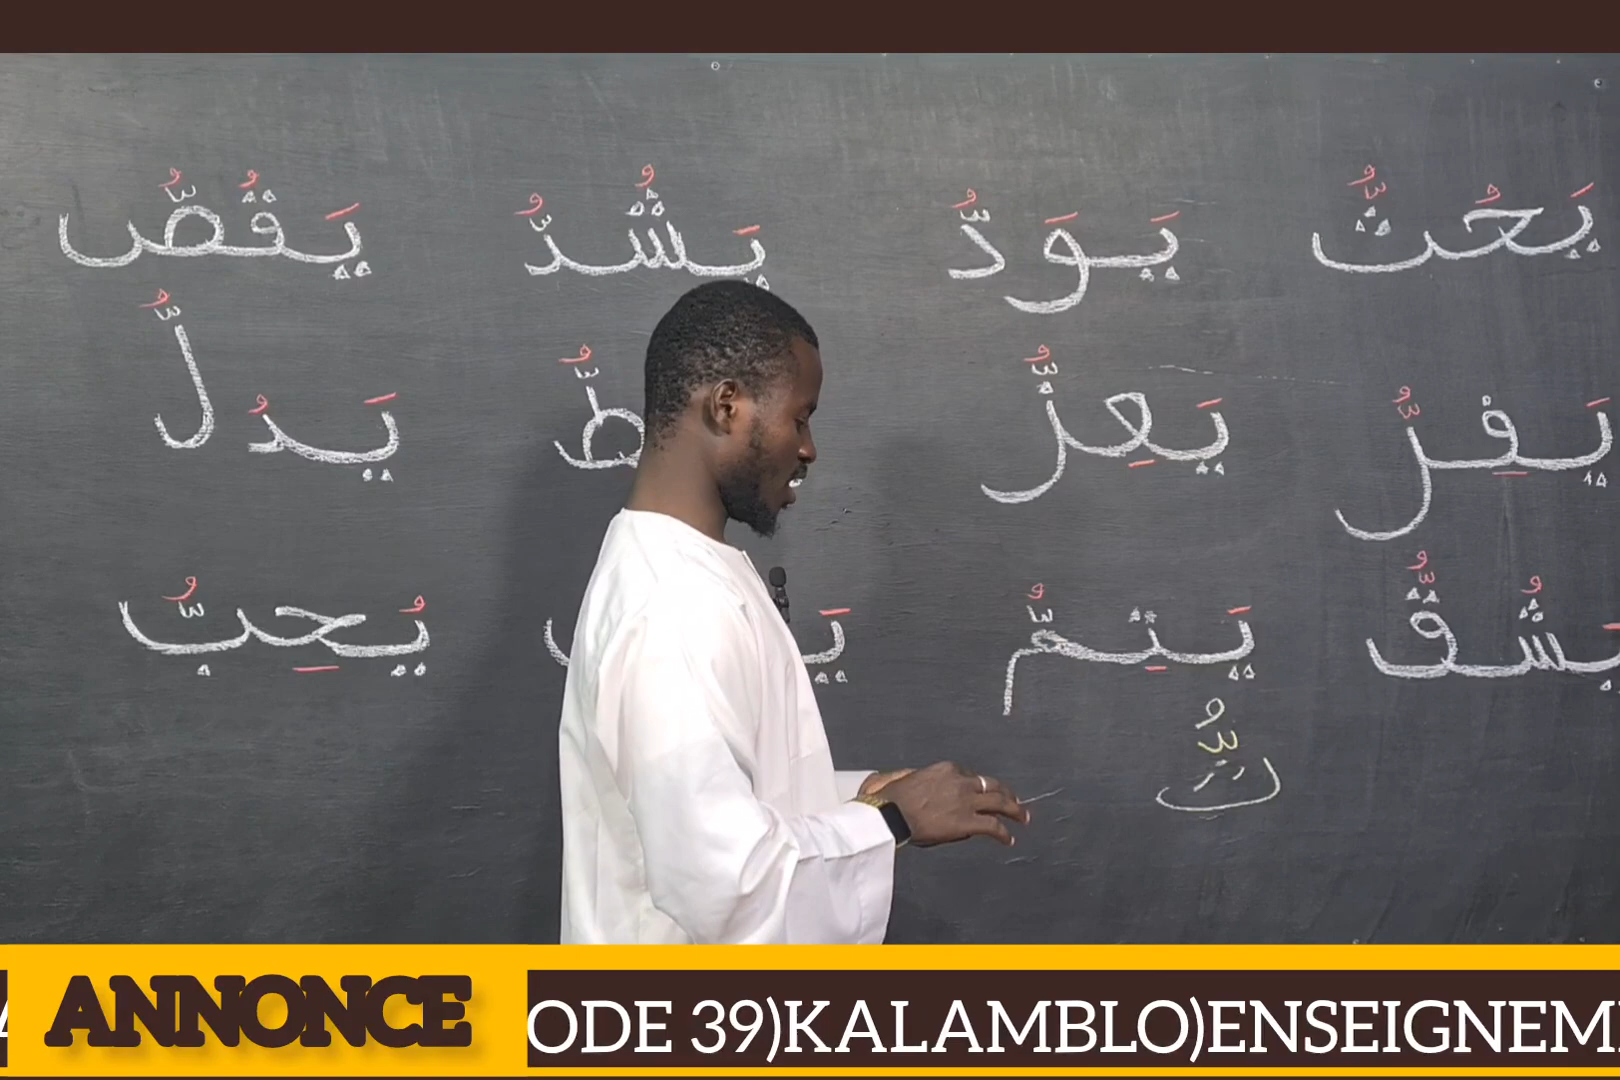 يَحُثُّ يَوَدُّ يَشُدُّ يَقُصُّ
يَفِرُّ يَعِزُّ طُّ يَدُلُّ
يَشُقُّ يَتِمُّ يَ يُحِبُّ
ANNONCE ODE 39)KALAMBLO)ENSEIGNEM